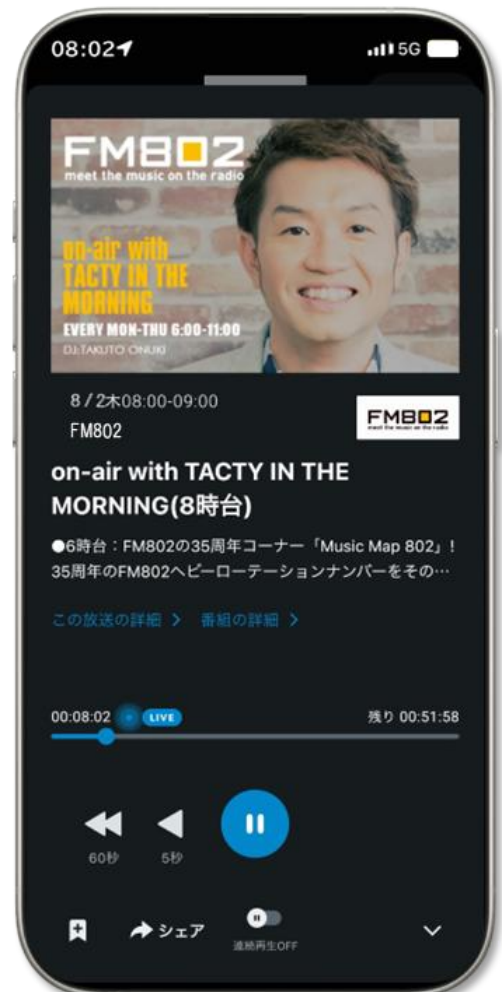 08:02
5G
FM802
meet the music on the radio
on-air with
TACTY IN THE
MORNING
EVERY MON-THU 6:00-11:00
DJ:TAKUTO ONUKI
8/2木08:00-09:00
FM802
FM802
meet the music on the radio
on-air with TACTY IN THE
MORNING(8時台)
●6時台：FM802の35周年コーナー「Music Map 802」!
35周年のFM802ヘビーローテーションナンバーをその…
この放送の詳細 番組の詳細
00:08:02 LIVE 残り 00:51:58
60秒 5秒
シェア
連続再生OFF